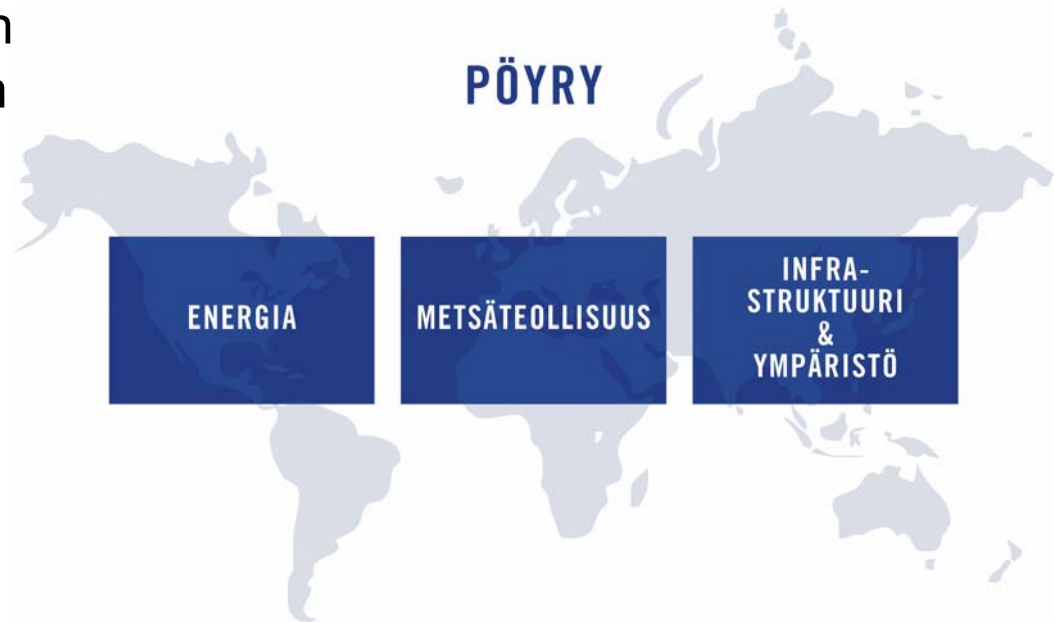 PÖYRY
ENERGIA
METSÄTEOLLISUUS
INFRA-
STRUKTUURI
&
YMPÄRISTÖ